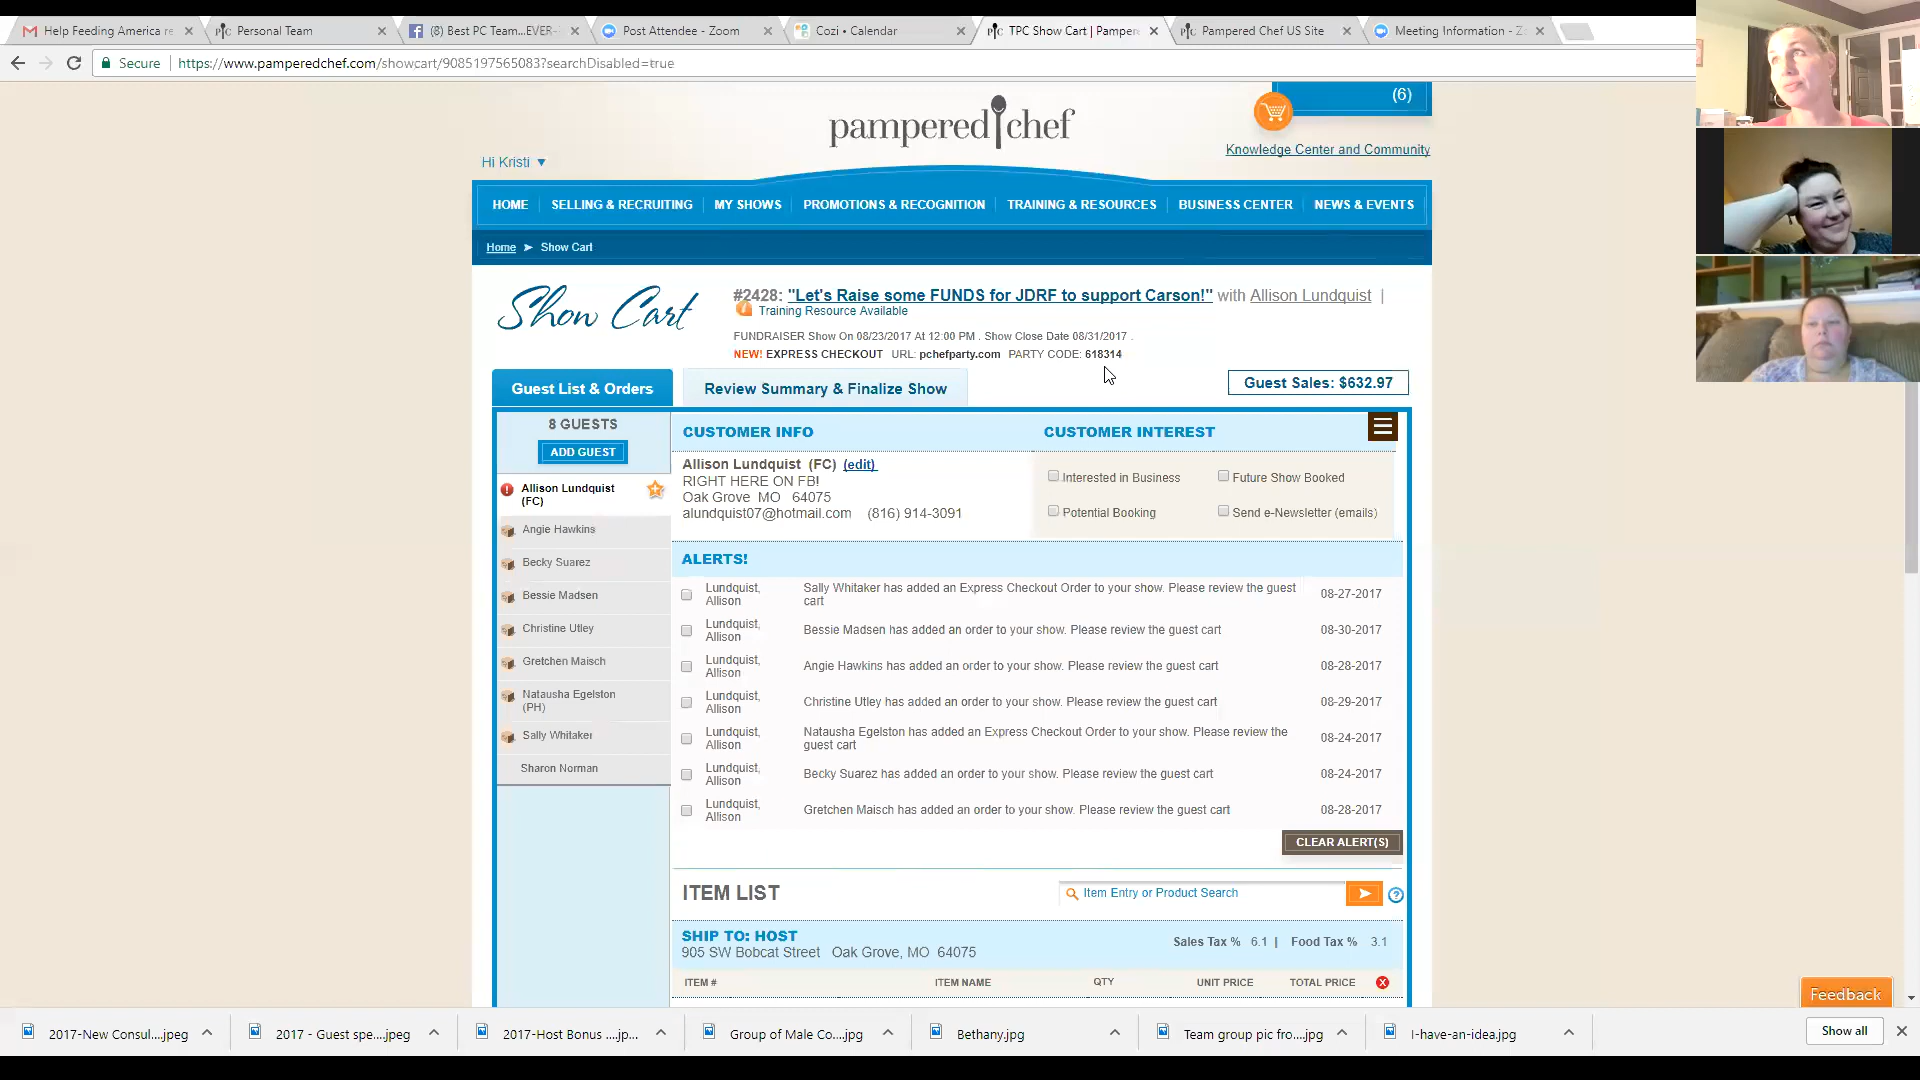 Help Feeding America re
Personal Team
(8) Best PC Team...EVER-
Post Attendee - Zoom
Cozi • Calendar
TPC Show Cart | Pampere
Pampered Chef US Site
Meeting Information - Z
Secure | https://www.pamperedchef.com/showcart/9085197565083?searchDisabled=true
(6)
pampered chef
Knowledge Center and Community
Hi Kristi ▼
HOME SELLING & RECRUITING MY SHOWS PROMOTIONS & RECOGNITION TRAINING & RESOURCES BUSINESS CENTER NEWS & EVENTS
Home ➤ Show Cart
Show Cart
#2428: "Let's Raise some FUNDS for JDRF to support Carson!" with Allison Lundquist |
Training Resource Available
FUNDRAISER Show On 08/23/2017 At 12:00 PM . Show Close Date 08/31/2017 .
NEW! EXPRESS CHECKOUT URL: pchefparty.com PARTY CODE: 618314
Guest List & Orders
Review Summary & Finalize Show
Guest Sales: $632.97
8 GUESTS
ADD GUEST
Allison Lundquist
(FC)
Angie Hawkins
Becky Suarez
Bessie Madsen
Christine Utley
Gretchen Maisch
Natausha Egelston
(PH)
Sally Whitaker
Sharon Norman
CUSTOMER INFO
Allison Lundquist (FC) (edit)
RIGHT HERE ON FB!
Oak Grove MO 64075
alundquist07@hotmail.com (816) 914-3091
CUSTOMER INTEREST
Interested in Business
Future Show Booked
Potential Booking
Send e-Newsletter (emails)
ALERTS!
Lundquist, Allison Sally Whitaker has added an Express Checkout Order to your show. Please review the guest cart 08-27-2017
Lundquist, Allison Bessie Madsen has added an order to your show. Please review the guest cart 08-30-2017
Lundquist, Allison Angie Hawkins has added an order to your show. Please review the guest cart 08-28-2017
Lundquist, Allison Christine Utley has added an order to your show. Please review the guest cart 08-29-2017
Lundquist, Allison Natausha Egelston has added an Express Checkout Order to your show. Please review the guest cart 08-24-2017
Lundquist, Allison Becky Suarez has added an order to your show. Please review the guest cart 08-24-2017
Lundquist, Allison Gretchen Maisch has added an order to your show. Please review the guest cart 08-28-2017
CLEAR ALERT(S)
ITEM LIST
Item Entry or Product Search
SHIP TO: HOST
905 SW Bobcat Street Oak Grove, MO 64075
Sales Tax % 6.1 | Food Tax % 3.1
ITEM # ITEM NAME QTY UNIT PRICE TOTAL PRICE
Feedback
2017-New Consul....jpeg
2017 - Guest spe....jpeg
2017-Host Bonus ....jp...
Group of Male Co....jpg
Bethany.jpg
Team group pic fro....jpg
I-have-an-idea.jpg
Show all